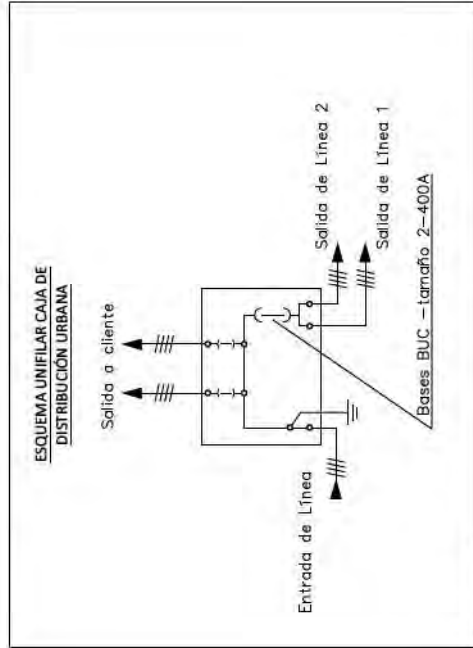 ESQUEMA UNIFILAR CAJA DE
DISTRIBUCIÓN URBANA
Salida a cliente
Entrada de Línea
Salida de Línea 2
Salida de Línea 1
Bases BUC -tamaño 2-400A